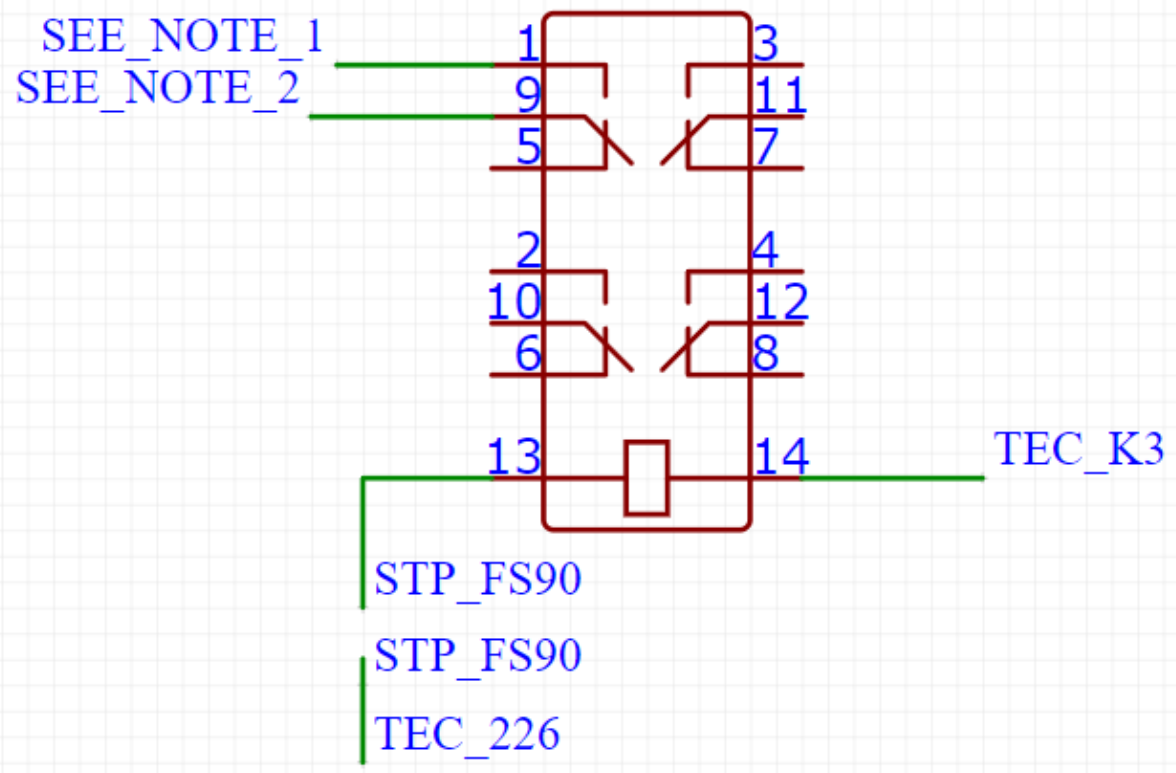 SEE_NOTE_1
1
3
SEE_NOTE_2
9
11
5
7
2
4
10
12
6
8
13
14
TEC_K3
STP_FS90
STP_FS90
TEC_226